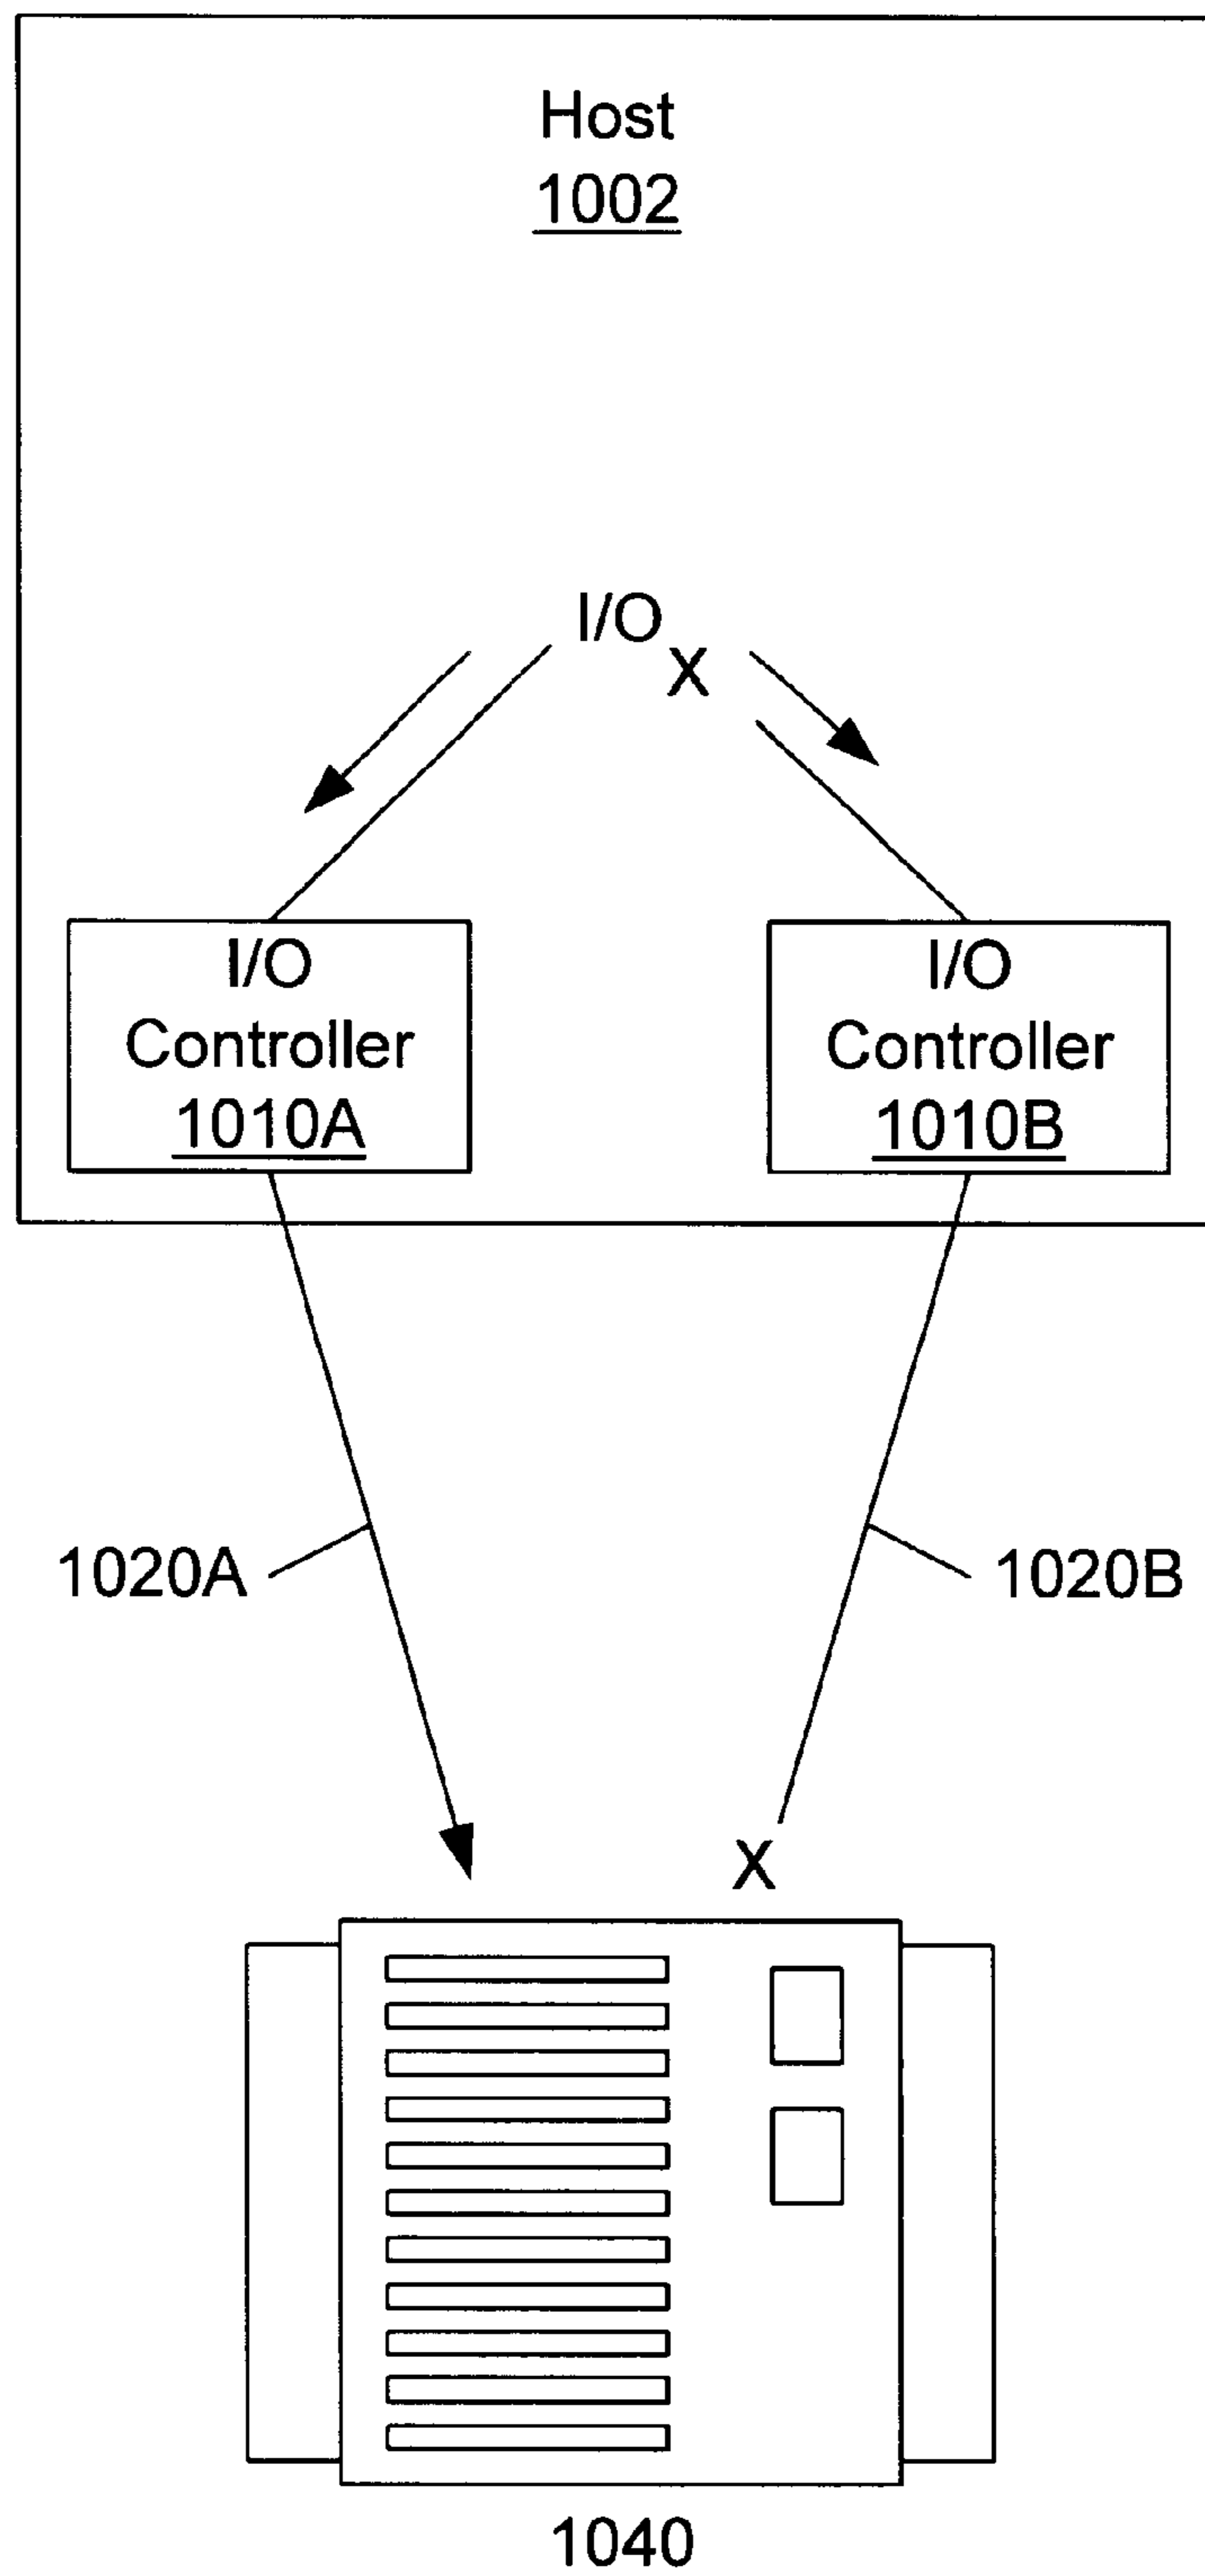 Host
1002
I/O
X
I/O
Controller
1010A
I/O
Controller
1010B
1020A
1020B
X
1040